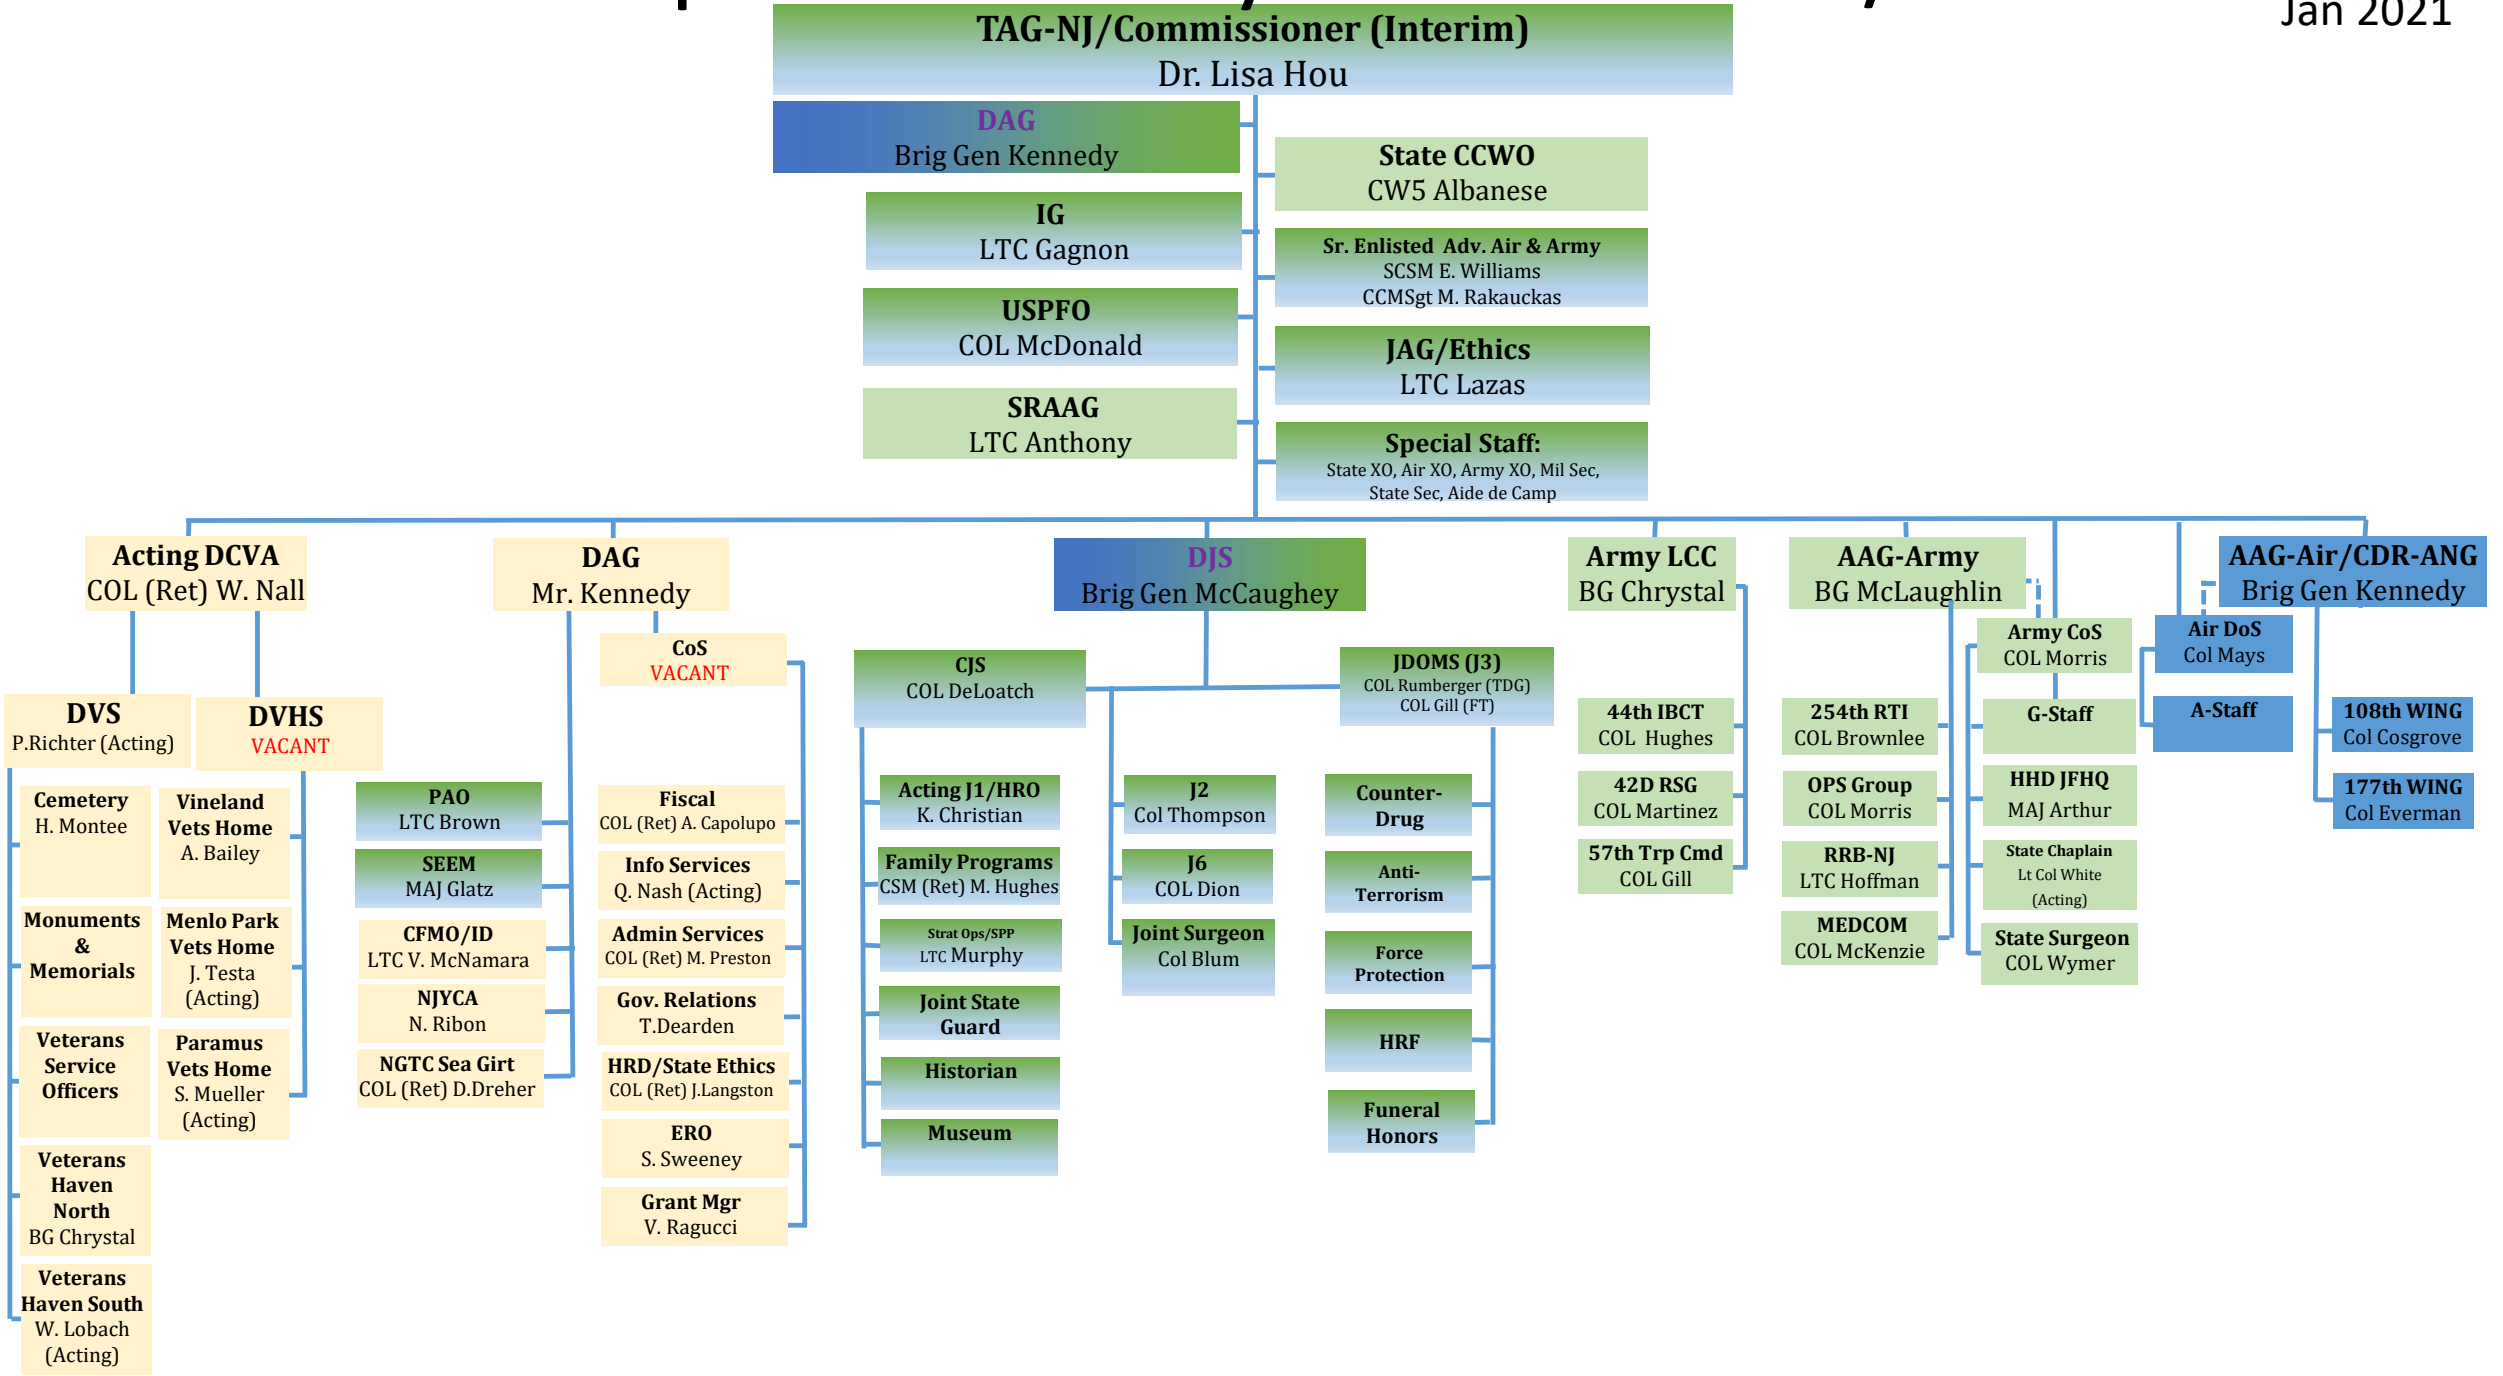 Jan 2021
TAG-NJ/Commissioner (Interim)
Dr. Lisa Hou
DAG
Brig Gen Kennedy
State CCWO
CW5 Albanese
IG
LTC Gagnon
Sr. Enlisted Adv. Air & Army
SCSM E. Williams
CCMSgt M. Rakauckas
USPFO
COL McDonald
JAG/Ethics
LTC Lazas
SRAAG
LTC Anthony
Special Staff:
State XO, Air XO, Army XO, Mil Sec,
State Sec, Aide de Camp
Acting DCVA
COL (Ret) W. Nall
DAG
Mr. Kennedy
DJS
Brig Gen McCaughey
Army LCC
BG Chrystal
AAG-Army
BG McLaughlin
AAG-Air/CDR-ANG
Brig Gen Kennedy
DVS
P.Richter (Acting)
DVHS
VACANT
Cemetery
H. Montee
Monuments
&
Memorials
Veterans
Service
Officers
Veterans
Haven
North
BG Chrystal
Veterans
Haven South
W. Lobach
(Acting)
Vineland
Vets Home
A. Bailey
Menlo Park
Vets Home
J. Testa
(Acting)
Paramus
Vets Home
S. Mueller
(Acting)
PAO
LTC Brown
SEEM
MAJ Glatz
CFMO/ID
LTC V. McNamara
NJYCA
N. Ribon
NGTC Sea Girt
COL (Ret) D.Dreher
CoS
VACANT
Fiscal
COL (Ret) A. Capolupo
Info Services
Q. Nash (Acting)
Admin Services
COL (Ret) M. Preston
Gov. Relations
T.Dearden
HRD/State Ethics
COL (Ret) J.Langston
ERO
S. Sweeney
Grant Mgr
V. Ragucci
CJS
COL DeLoatch
Acting J1/HRO
K. Christian
Family Programs
CSM (Ret) M. Hughes
Strat Ops/SPP
LTC Murphy
Joint State
Guard
Historian
Museum
J2
Col Thompson
J6
COL Dion
Joint Surgeon
Col Blum
JDOMS (J3)
COL Rumberger (TDG)
COL Gill (FT)
Counter-
Drug
Anti-
Terrorism
Force
Protection
HRF
Funeral
Honors
44th IBCT
COL Hughes
42D RSG
COL Martinez
57th Trp Cmd
COL Gill
254th RTI
COL Brownlee
OPS Group
COL Morris
RRB-NJ
LTC Hoffman
MEDCOM
COL McKenzie
Army CoS
COL Morris
G-Staff
HHD JFHQ
MAJ Arthur
State Chaplain
Lt Col White
(Acting)
State Surgeon
COL Wymer
Air DoS
Col Mays
A-Staff
108th WING
Col Cosgrove
177th WING
Col Everman